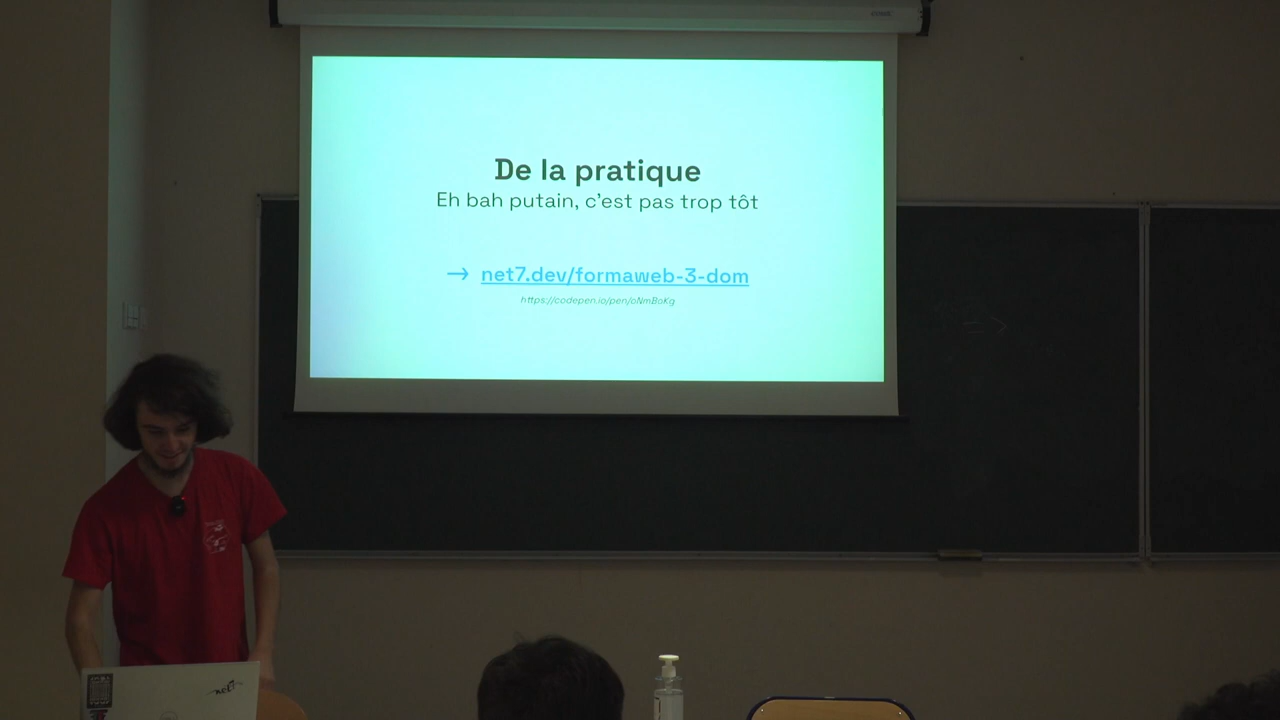 De la pratique
Eh bah putain, c'est pas trop tôt
→ net7.dev/formaweb-3-dom
https://codepen.io/pen/oNmBoKg
net7